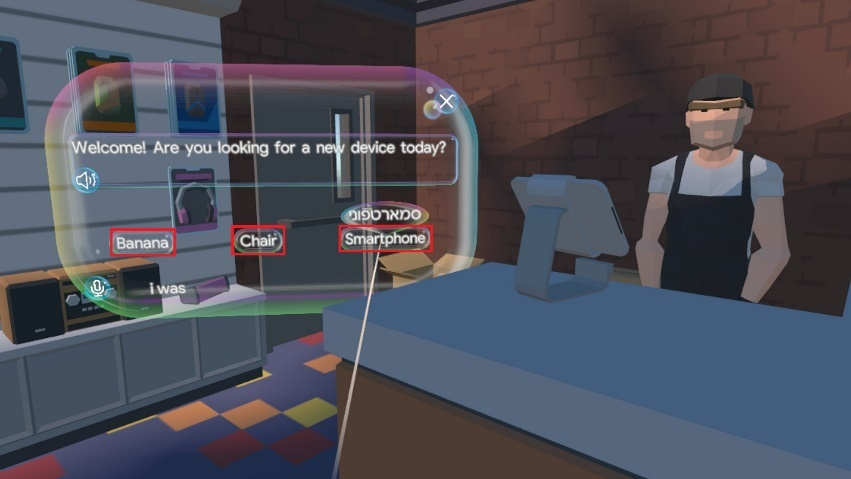 Welcome! Are you looking for a new device today?
סמארטפון
Banana
Chair
Smartphone
i was